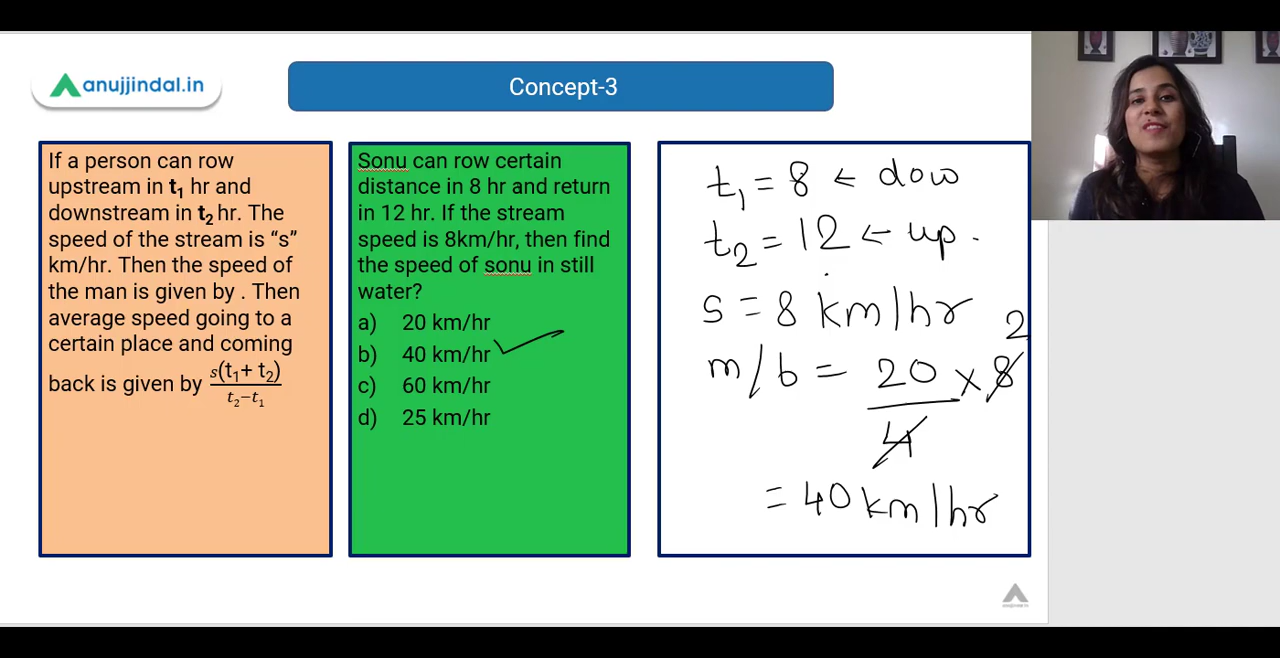 anujjindal.in
Concept-3
If a person can row
upstream in t₁ hr and
downstream in t₂ hr. The
speed of the stream is “s”
km/hr. Then the speed of
the man is given by . Then
average speed going to a
certain place and coming
back is given by s(t₁+ t₂)/t₂−t₁
Sonu can row certain
distance in 8 hr and return
in 12 hr. If the stream
speed is 8km/hr, then find
the speed of sonu in still
water?
a) 20 km/hr
b) 40 km/hr
c) 60 km/hr
d) 25 km/hr
t₁ = 8 ← dow
t₂ = 12 ← up .
s = 8 km/hr
2
m/b = 20 × 8
4
= 40 km/hr